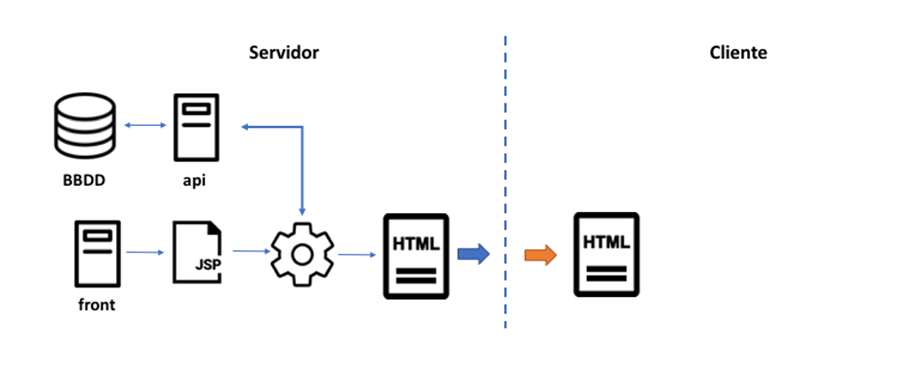 Servidor
Cliente
BBDD
api
JSP
HTML
HTML
front